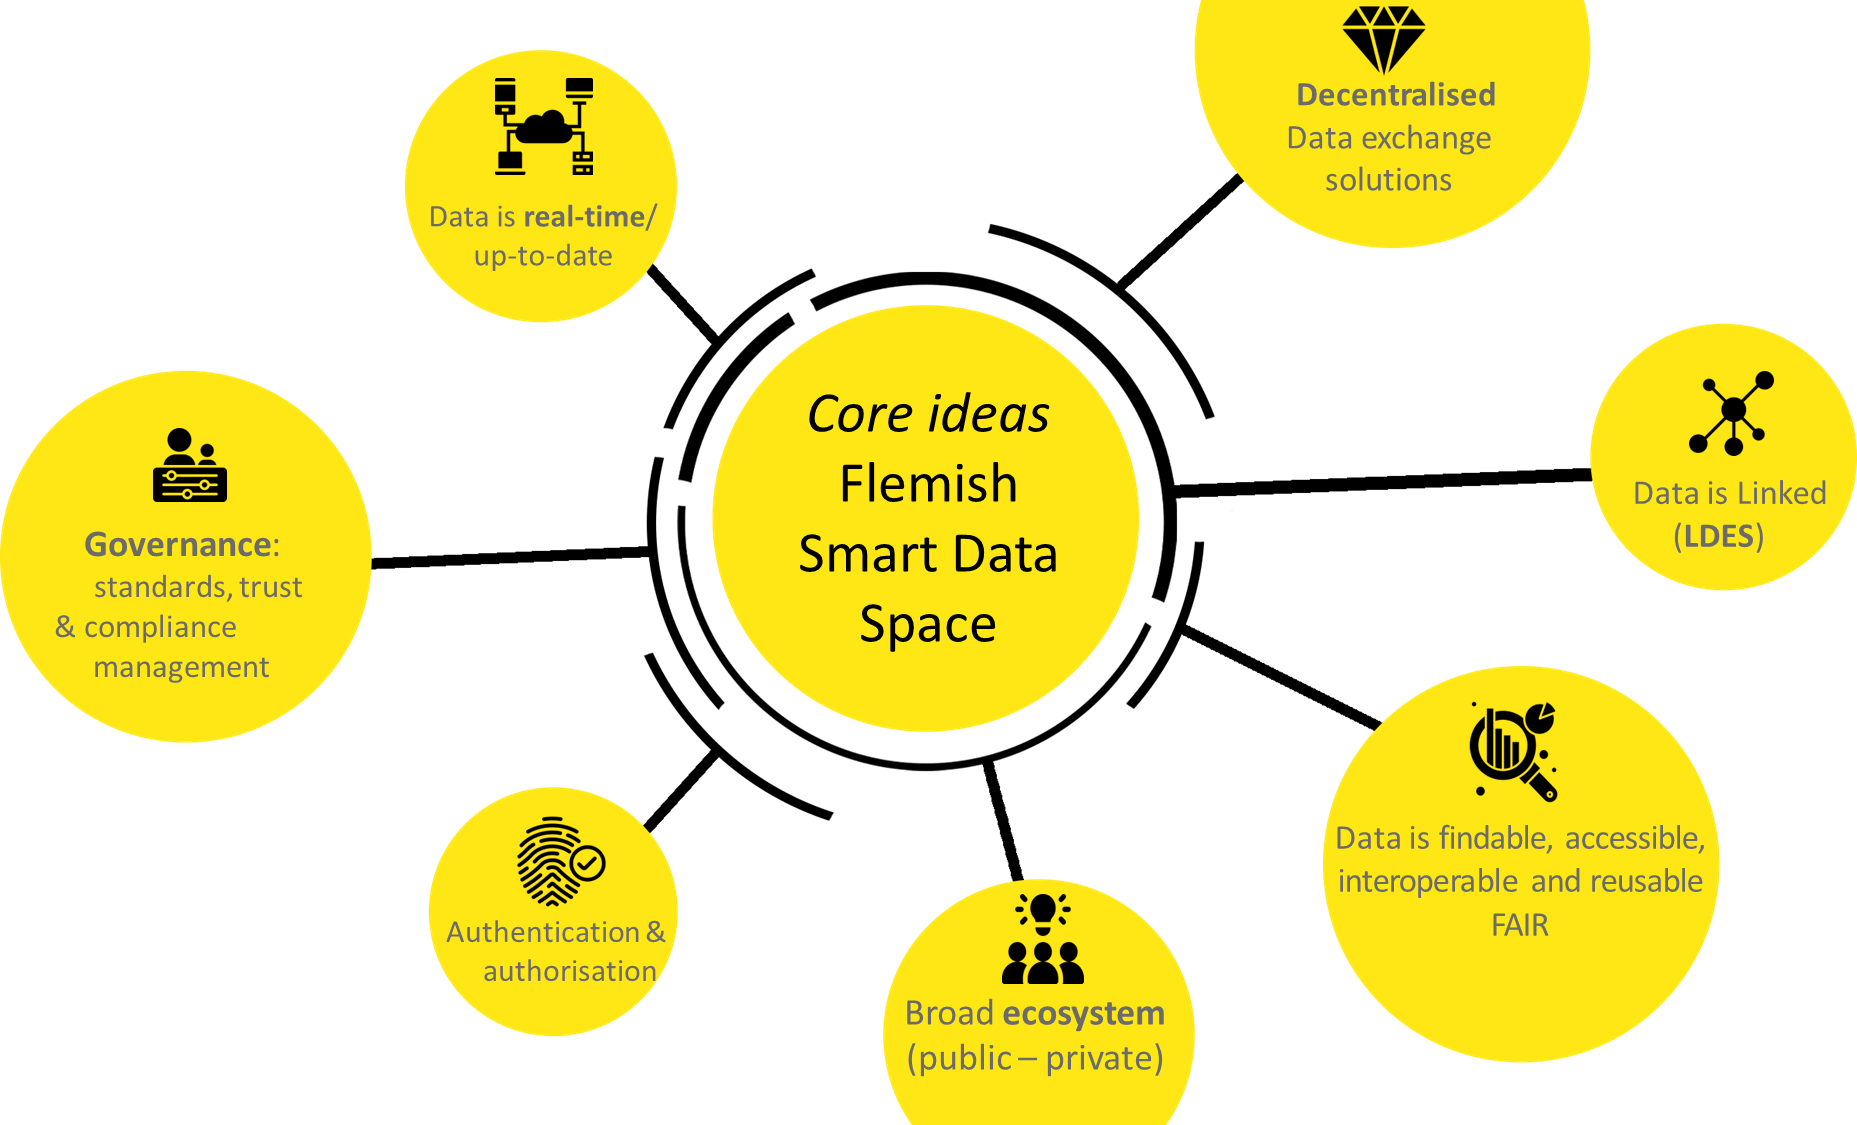 Decentralised
Data exchange
solutions
Data is real-time/
up-to-date
Core ideas
Flemish
Smart Data
Space
Data is Linked
(LDES)
Governance:
standards, trust
& compliance
management
Data is findable, accessible,
interoperable and reusable
FAIR
Authentication &
authorisation
Broad ecosystem
(public – private)